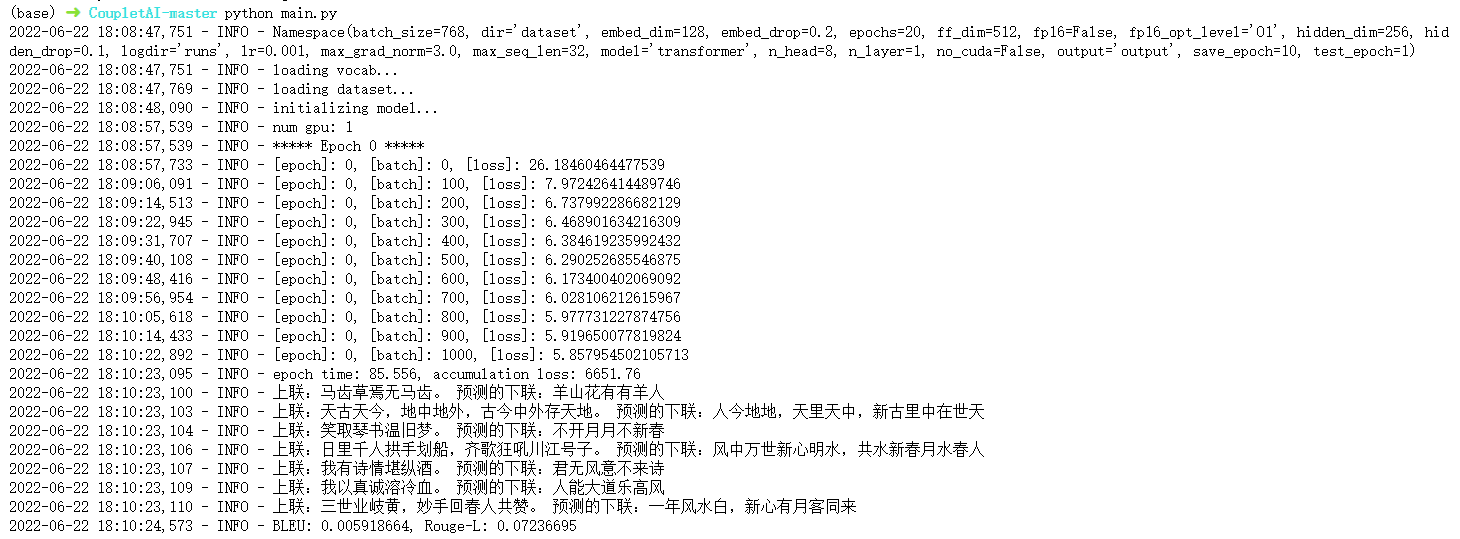 (base) ➜ CoupletAI-master python main.py
2022-06-22 18:08:47,751 - INFO - Namespace(batch_size=768, dir='dataset', embed_dim=128, embed_drop=0.2, epochs=20, ff_dim=512, fp16=False, fp16_opt_level='O1', hidden_dim=256, hid
den_drop=0.1, logdir='runs', lr=0.001, max_grad_norm=3.0, max_seq_len=32, model='transformer', n_head=8, n_layer=1, no_cuda=False, output='output', save_epoch=10, test_epoch=1)
2022-06-22 18:08:47,751 - INFO - loading vocab...
2022-06-22 18:08:47,769 - INFO - loading dataset...
2022-06-22 18:08:48,090 - INFO - initializing model...
2022-06-22 18:08:57,539 - INFO - num gpu: 1
2022-06-22 18:08:57,539 - INFO - ***** Epoch 0 *****
2022-06-22 18:08:57,733 - INFO - [epoch]: 0, [batch]: 0, [loss]: 26.18460464477539
2022-06-22 18:09:06,091 - INFO - [epoch]: 0, [batch]: 100, [loss]: 7.972426414489746
2022-06-22 18:09:14,513 - INFO - [epoch]: 0, [batch]: 200, [loss]: 6.737992286682129
2022-06-22 18:09:22,945 - INFO - [epoch]: 0, [batch]: 300, [loss]: 6.468901634216309
2022-06-22 18:09:31,707 - INFO - [epoch]: 0, [batch]: 400, [loss]: 6.384619235992432
2022-06-22 18:09:40,108 - INFO - [epoch]: 0, [batch]: 500, [loss]: 6.290252685546875
2022-06-22 18:09:48,416 - INFO - [epoch]: 0, [batch]: 600, [loss]: 6.173400402069092
2022-06-22 18:09:56,954 - INFO - [epoch]: 0, [batch]: 700, [loss]: 6.028106212615967
2022-06-22 18:10:05,618 - INFO - [epoch]: 0, [batch]: 800, [loss]: 5.977731227874756
2022-06-22 18:10:14,433 - INFO - [epoch]: 0, [batch]: 900, [loss]: 5.919650077819824
2022-06-22 18:10:22,892 - INFO - [epoch]: 0, [batch]: 1000, [loss]: 5.857954502105713
2022-06-22 18:10:23,095 - INFO - epoch time: 85.556, accumulation loss: 6651.76
2022-06-22 18:10:23,100 - INFO - 上联：马齿草焉无马齿。 预测的下联：羊山花有有羊人
2022-06-22 18:10:23,103 - INFO - 上联：天古天今，地中地外，古今中外存天地。 预测的下联：人今地地，天里天中，新古里中在世天
2022-06-22 18:10:23,104 - INFO - 上联：笑取琴书温旧梦。 预测的下联：不开月月不新春
2022-06-22 18:10:23,106 - INFO - 上联：日里千人拱手划船，齐歌狂吼川江号子。 预测的下联：风中万世新心明水，共水新春月水春人
2022-06-22 18:10:23,107 - INFO - 上联：我有诗情堪纵酒。 预测的下联：君无风意不来诗
2022-06-22 18:10:23,109 - INFO - 上联：我以真诚溶冷血。 预测的下联：人能大道乐高风
2022-06-22 18:10:23,110 - INFO - 上联：三世业岐黄，妙手回春人共赞。 预测的下联：一年风水白，新心有月客同来
2022-06-22 18:10:24,573 - INFO - BLEU: 0.005918664, Rouge-L: 0.07236695